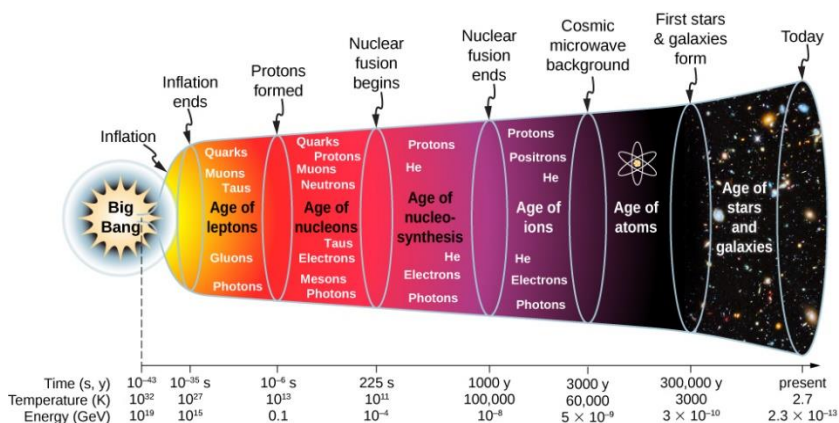 Inflation
Inflation
ends
Protons
formed
Nuclear
fusion
begins
Nuclear
fusion
ends
Cosmic
microwave
background
First stars
& galaxies
form
Today
Big
Bang
Quarks
Muons
Taus
Age of
leptons
Gluons
Photons
Quarks
Protons
Muons
Neutrons
Age of
nucleons
Taus
Electrons
Mesons
Photons
Protons
He
Age of
nucleo-
synthesis
He
Electrons
Photons
Protons
Positrons
He
Age of
ions
He
Electrons
Photons
Age of
atoms
Age of
stars
and
galaxies
Time (s, y) 10⁻⁴³ 10⁻³⁵ s 10⁻⁶ s 225 s 1000 y 3000 y 300,000 y present
Temperature (K) 10³² 10²⁷ 10¹³ 10¹¹ 100,000 60,000 3000 2.7
Energy (GeV) 10¹⁹ 10¹⁵ 0.1 10⁻⁴ 10⁻⁸ 5 × 10⁻⁹ 3 × 10⁻¹⁰ 2.3 × 10⁻¹³